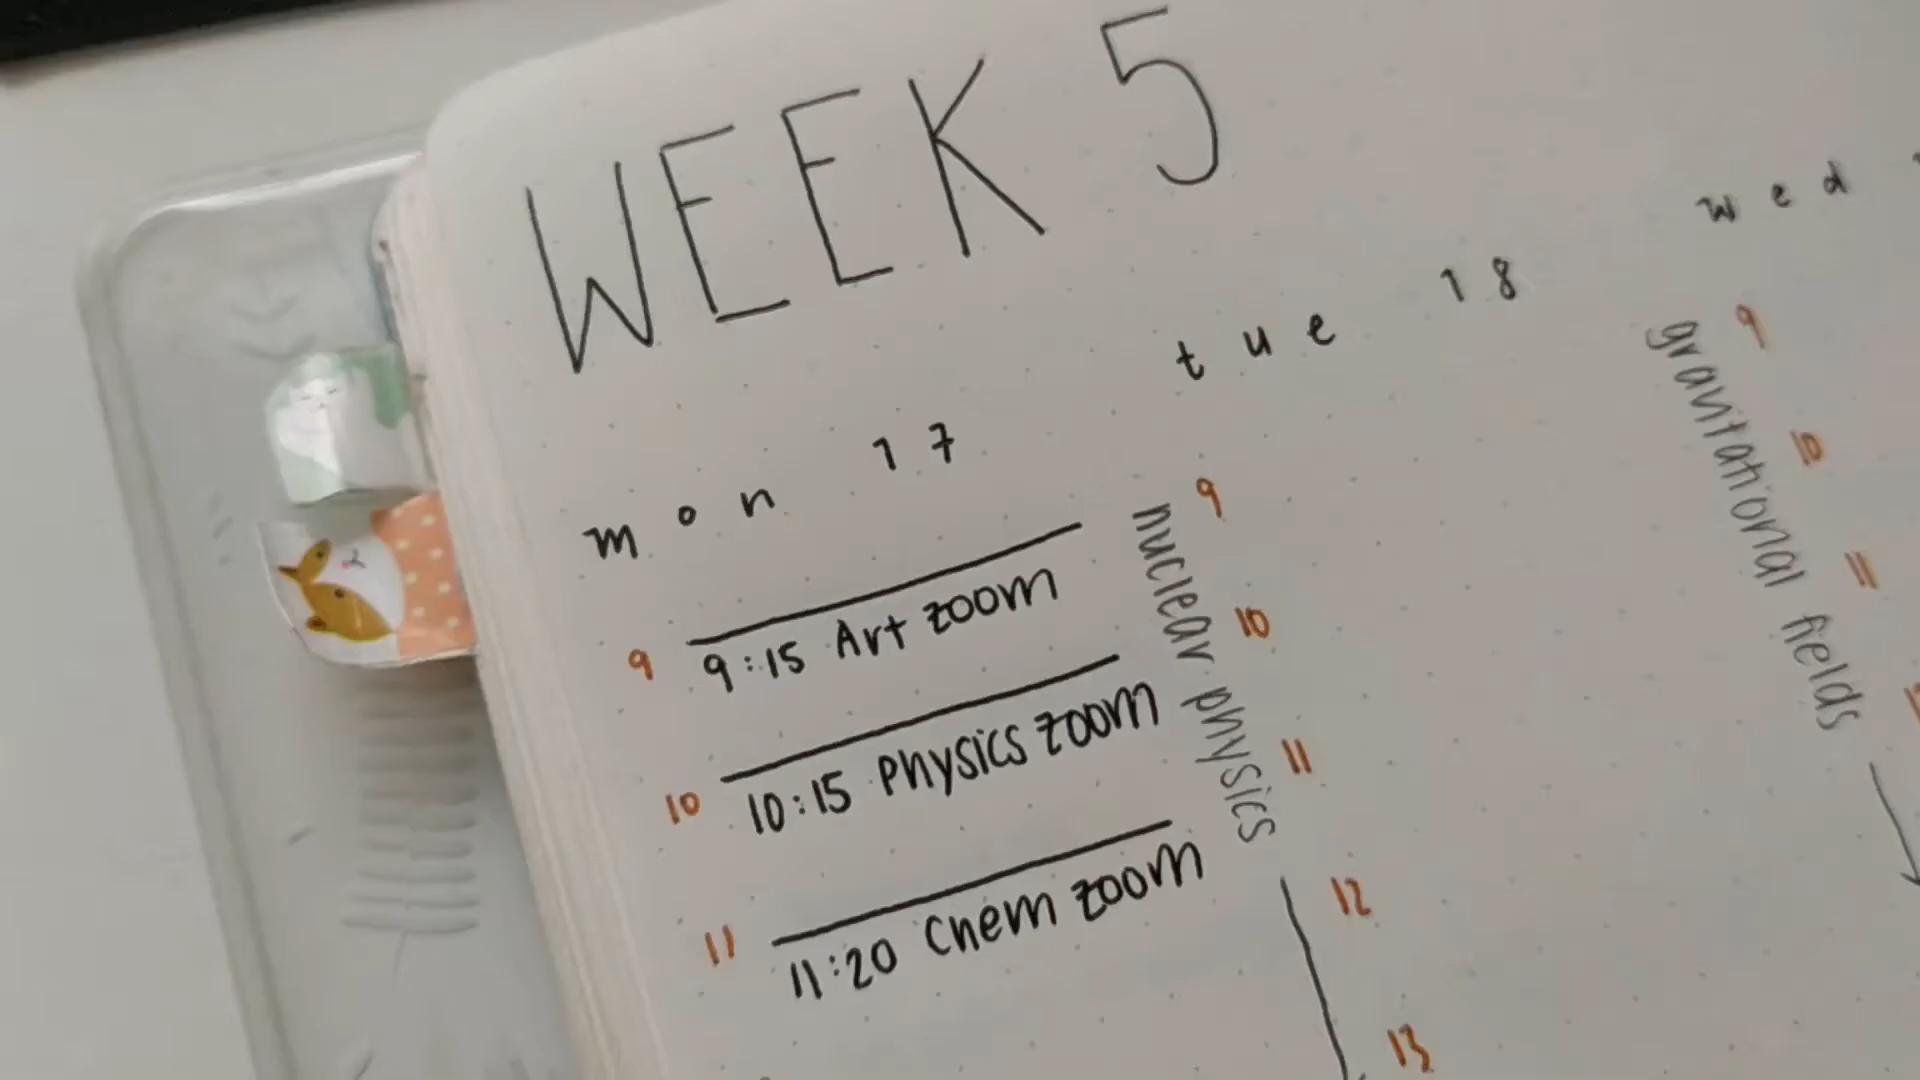 WEEK 5
mon 17
9
9:15 Art zoom
10
10:15 Physics zoom
11
11:20 Chem zoom
tue 18
nuclear physics
9
10
11
12
13
wed
gravitational fields
9
10
11